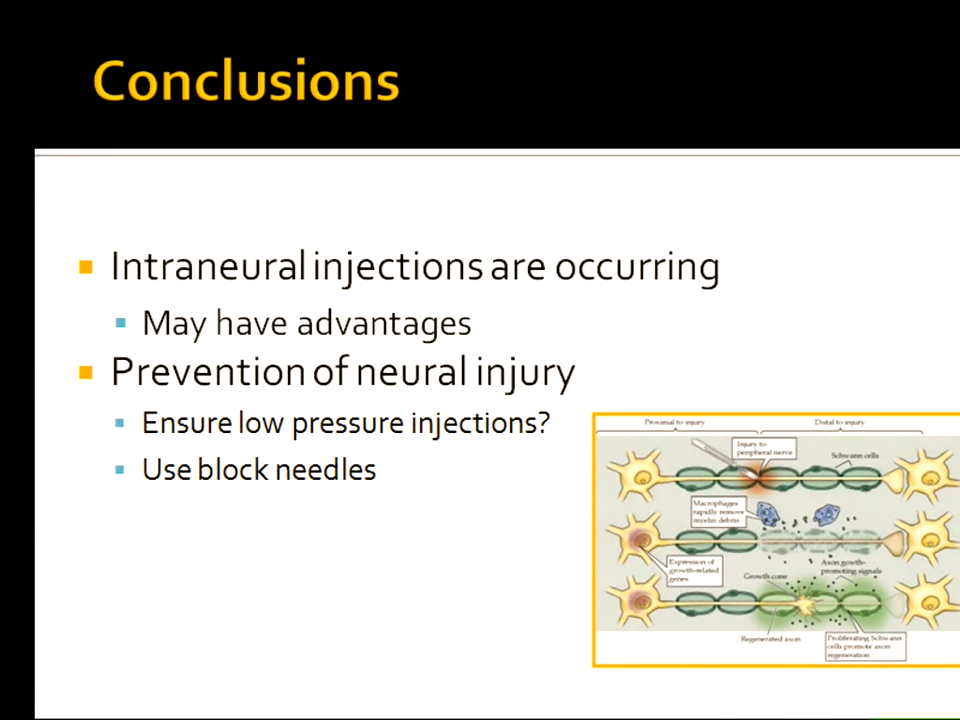 Conclusions
Intraneural injections are occurring
May have advantages
Prevention of neural injury
Ensure low pressure injections?
Use block needles
Proximal to injury
Distal to injury
Injury to
peripheral nerve
Schwann cells
Macrophages
rapidly remove
myelin debris
Expression of
growth-related
genes
Axon gowth-
promoting signals
Growth cone
Regenerated axon
Proliferating Schwann
cells promote axon
regeneration